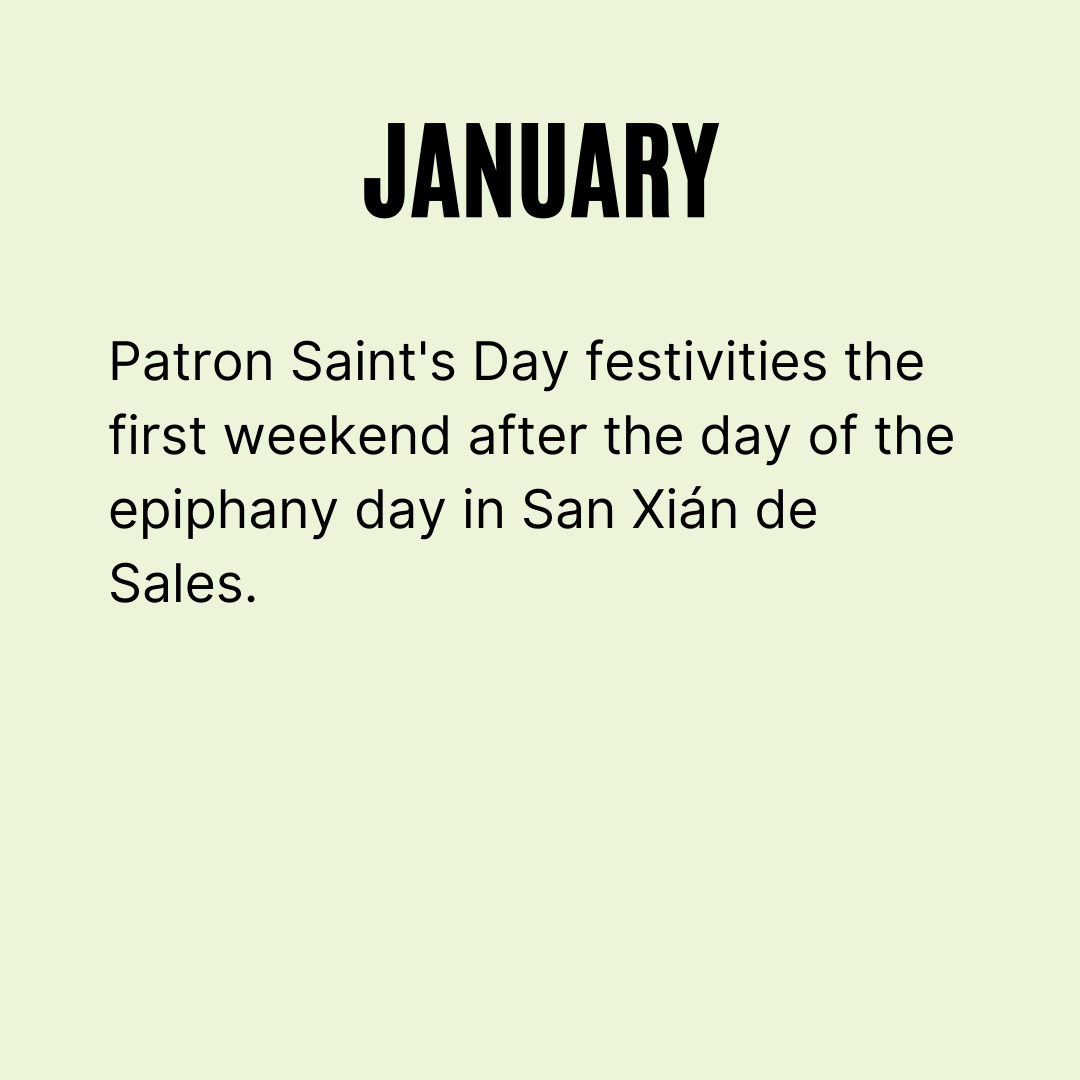 JANUARY
Patron Saint's Day festivities the
first weekend after the day of the
epiphany day in San Xián de
Sales.